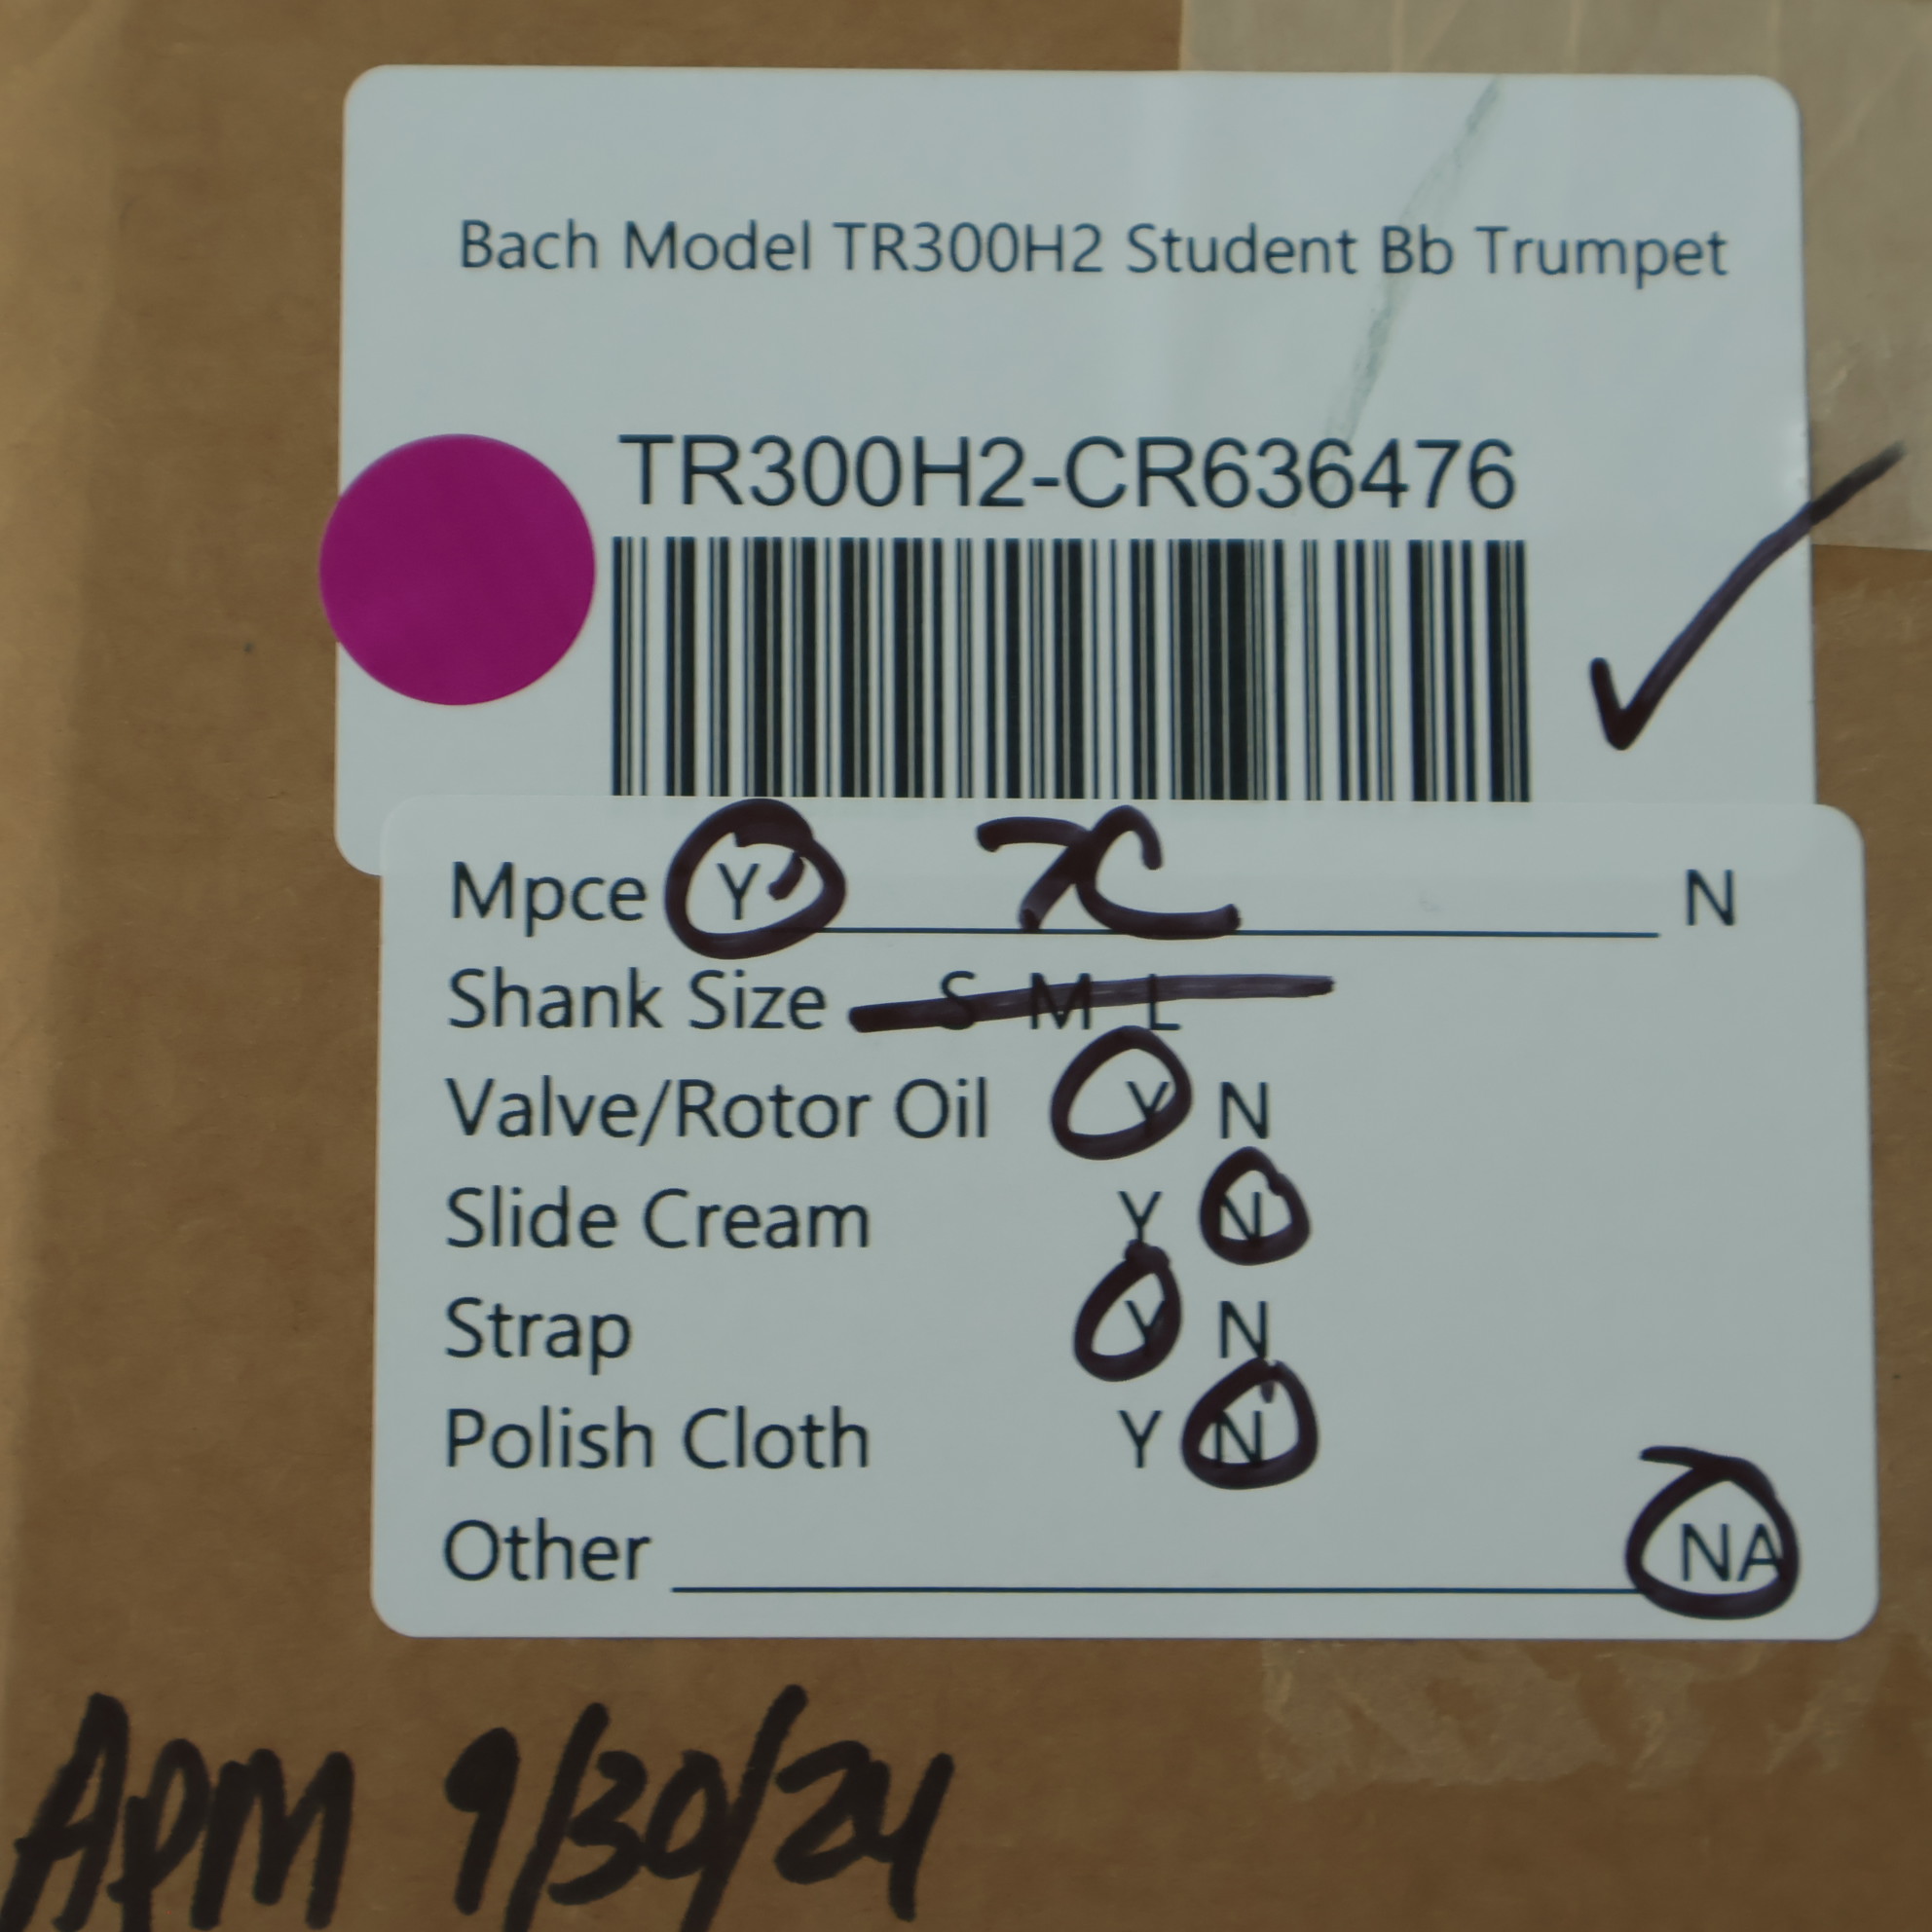 Bach Model TR300H2 Student Bb Trumpet
TR300H2-CR636476
Mpce Y 7C N
Shank Size S M L
Valve/Rotor Oil Y N
Slide Cream Y N
Strap Y N
Polish Cloth Y N
Other NA
APM 9/30/24